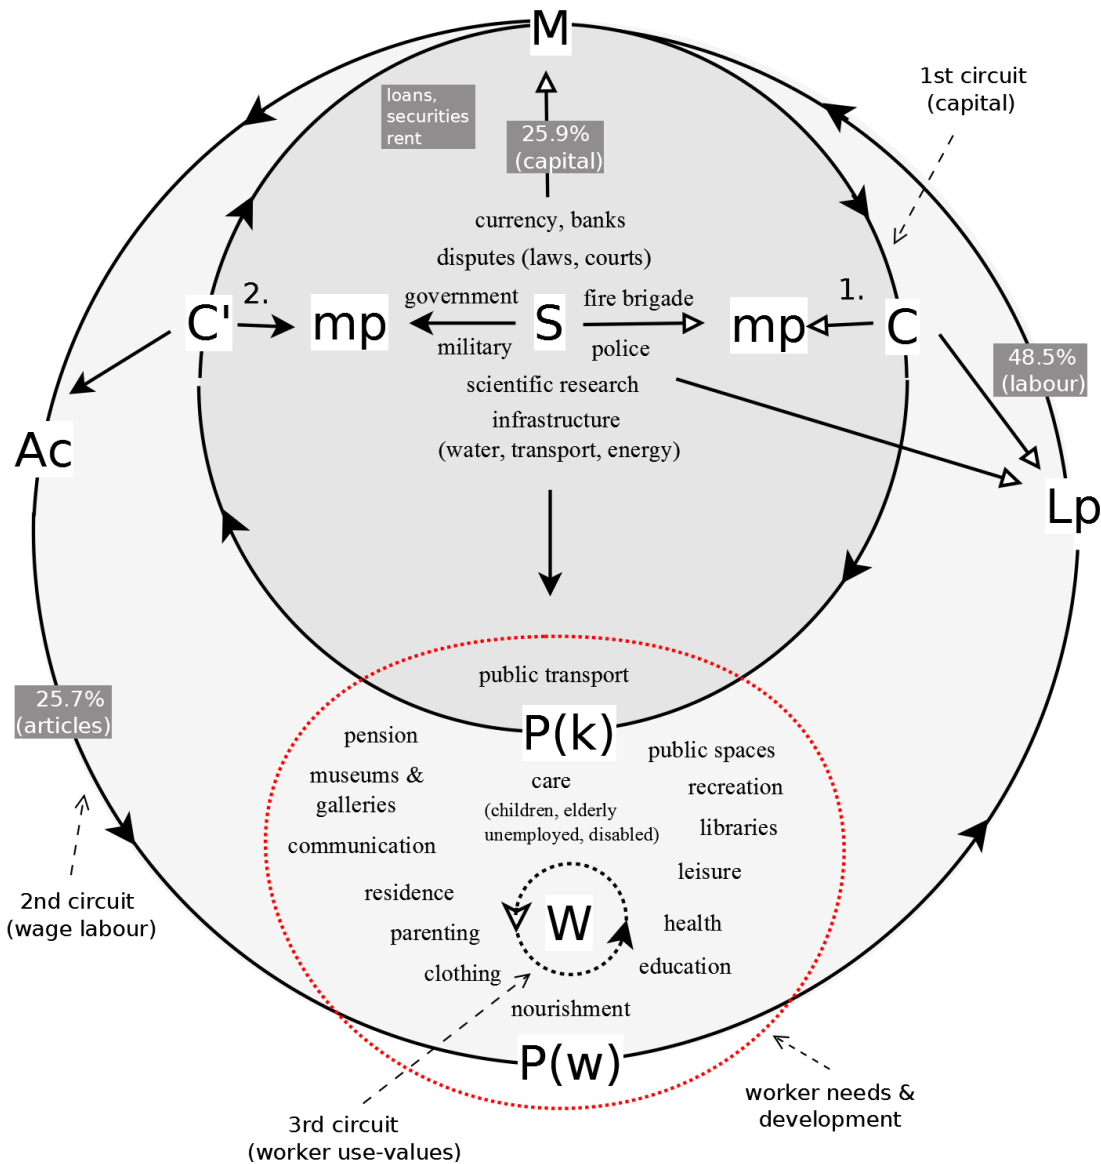 M
1st circuit
(capital)
loans,
securities
rent
25.9%
(capital)
currency, banks
disputes (laws, courts)
2.
1.
government
fire brigade
C'
mp
S
mp
C
military
police
48.5%
(labour)
scientific research
infrastructure
(water, transport, energy)
Ac
Lp
public transport
25.7%
(articles)
P(k)
pension
public spaces
museums &
galleries
care
recreation
(children, elderly
unemployed, disabled)
libraries
communication
leisure
residence
2nd circuit
(wage labour)
W
health
parenting
clothing
education
nourishment
P(w)
worker needs &
development
3rd circuit
(worker use-values)